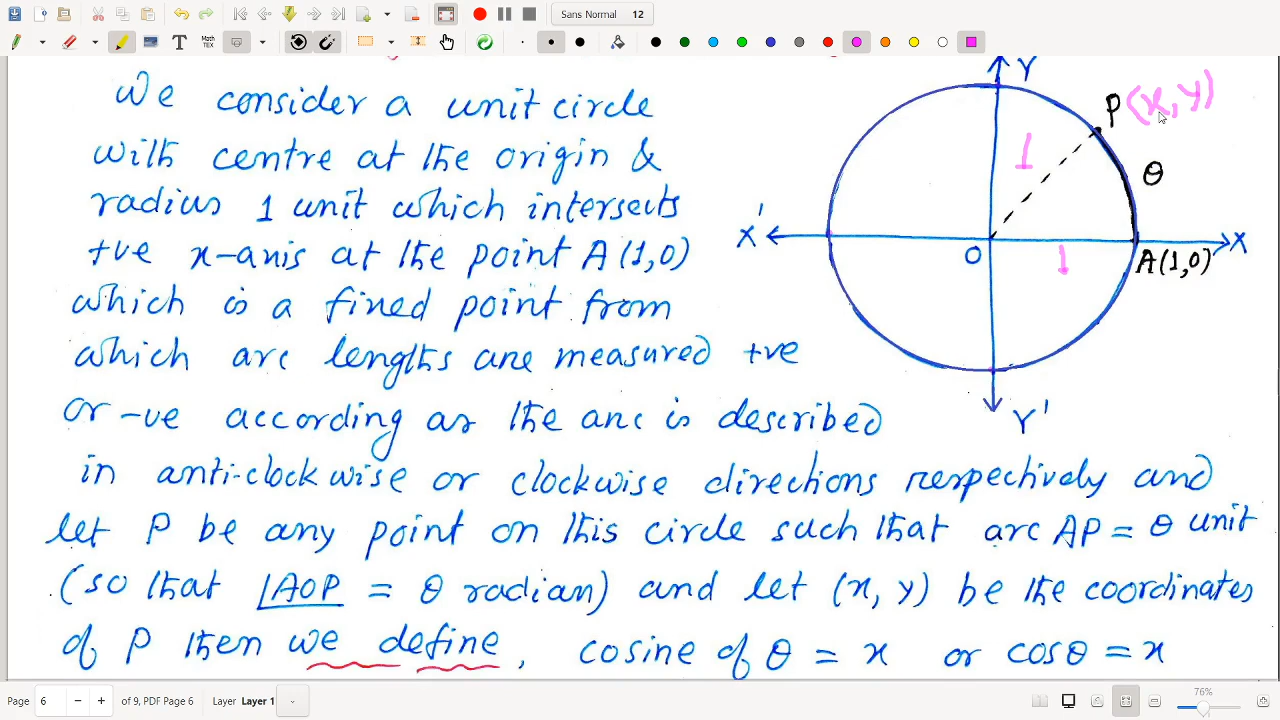 Sans Normal 12
We consider a unit circle
with centre at the origin &
radius 1 unit which intersects
+ve x-axis at the point A(1,0)
which is a fixed point from
which arc lengths are measured +ve
or -ve according as the arc is described
in anti-clockwise or clockwise directions respectively and
let P be any point on this circle such that arc AP = θ unit
(so that ∠AOP = θ radian) and let (x, y) be the coordinates
of P then we define, cosine of θ = x or cosθ = x
Y
P (x,y)
1
θ
X'
O
1
A(1,0)
X
Y'
Page 6 of 9, PDF Page 6 Layer Layer 1 76%